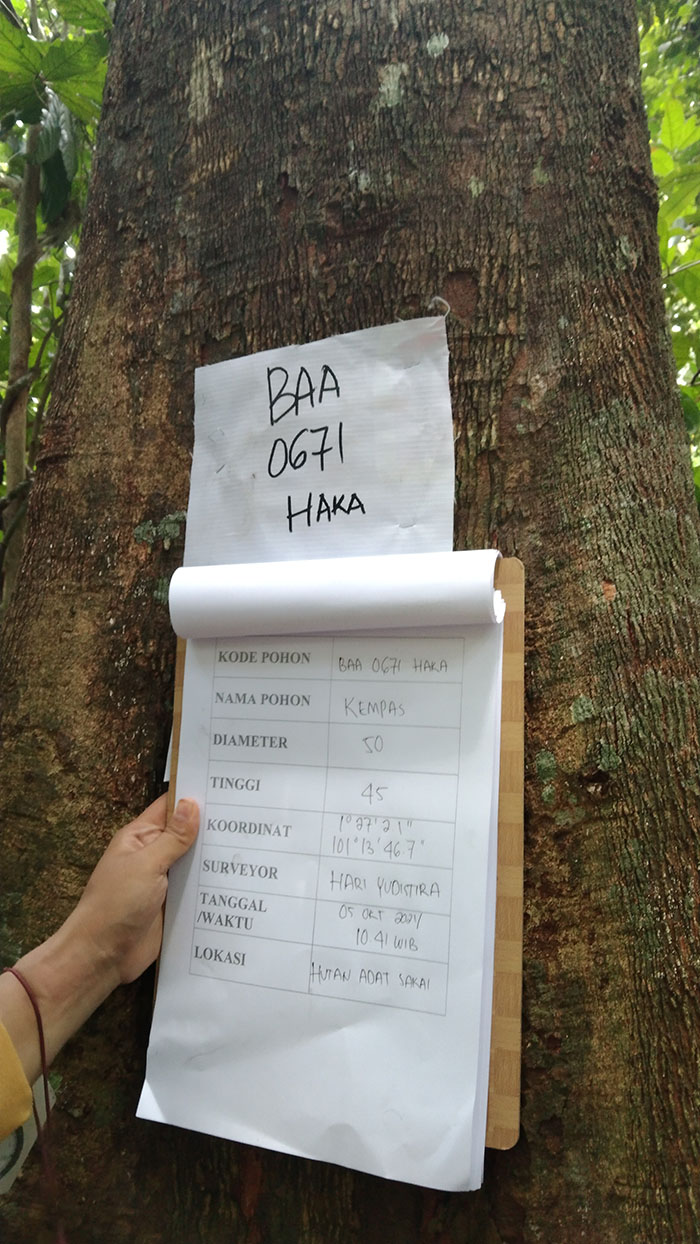 BAA
0671
HAKA
KODE POHON BAA 0671 HAKA
NAMA POHON KEMPAS
DIAMETER 50
TINGGI 45
KOORDINAT 1°27'2.1"
101°13'46.7"
SURVEYOR HARI YUDISTIRA
TANGGAL 05 OKT 2021/
/WAKTU 10.41 WIB
LOKASI HUTAN ADAT SAKAI